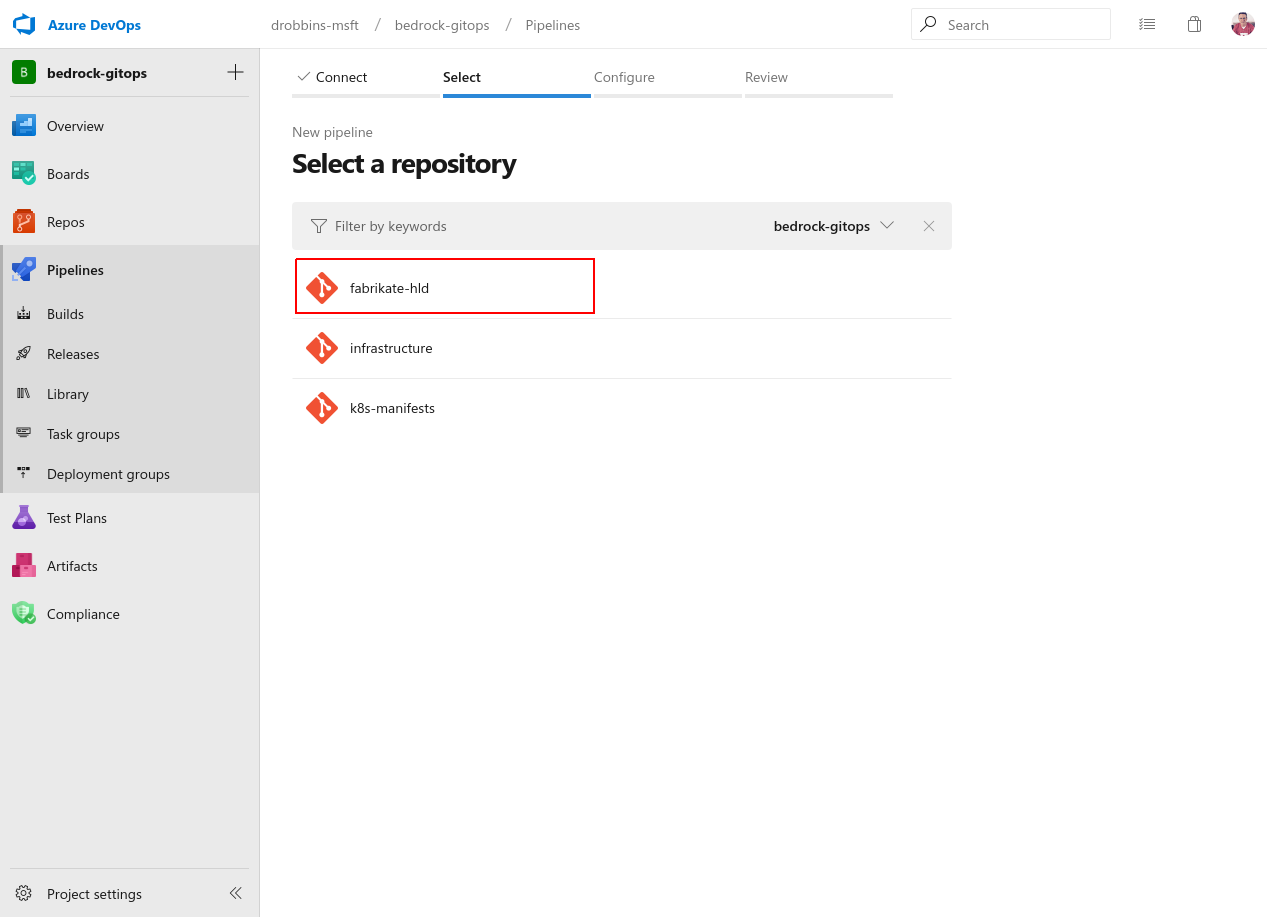 Azure DevOps
drobbins-msft / bedrock-gitops / Pipelines
Search
B bedrock-gitops
Overview
Boards
Repos
Pipelines
Builds
Releases
Library
Task groups
Deployment groups
Test Plans
Artifacts
Compliance
Project settings
Connect Select Configure Review
New pipeline
Select a repository
Filter by keywords bedrock-gitops
fabrikate-hld
infrastructure
k8s-manifests